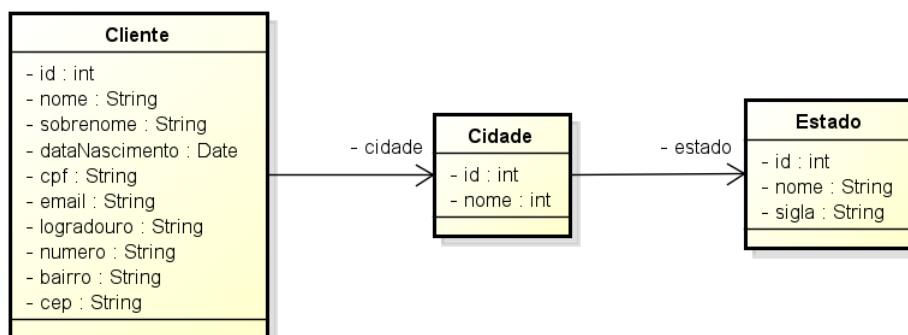 Cliente
- id : int
- nome : String
- sobrenome : String
- dataNascimento : Date
- cpf : String
- email : String
- logradouro : String
- numero : String
- bairro : String
- cep : String
- cidade
Cidade
- id : int
- nome : int
- estado
Estado
- id : int
- nome : String
- sigla : String